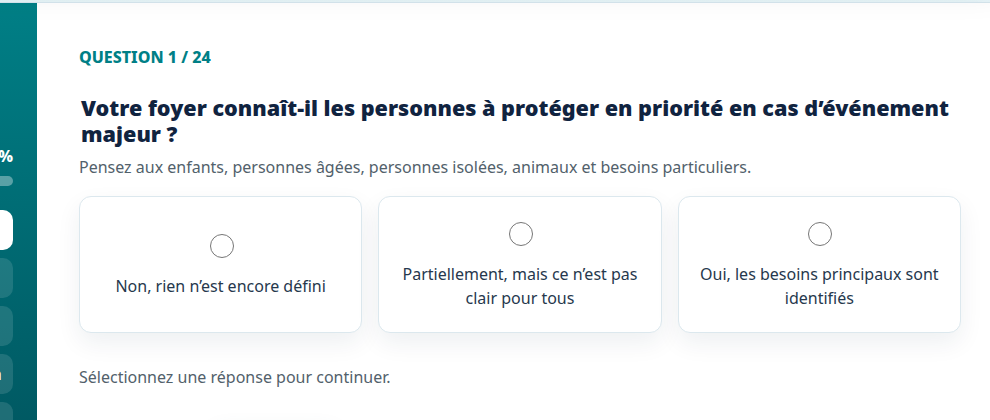 QUESTION 1 / 24
Votre foyer connaît-il les personnes à protéger en priorité en cas d’événement
majeur ?
%
Pensez aux enfants, personnes âgées, personnes isolées, animaux et besoins particuliers.
Non, rien n’est encore défini
Partiellement, mais ce n’est pas
clair pour tous
Oui, les besoins principaux sont
identifiés
Sélectionnez une réponse pour continuer.